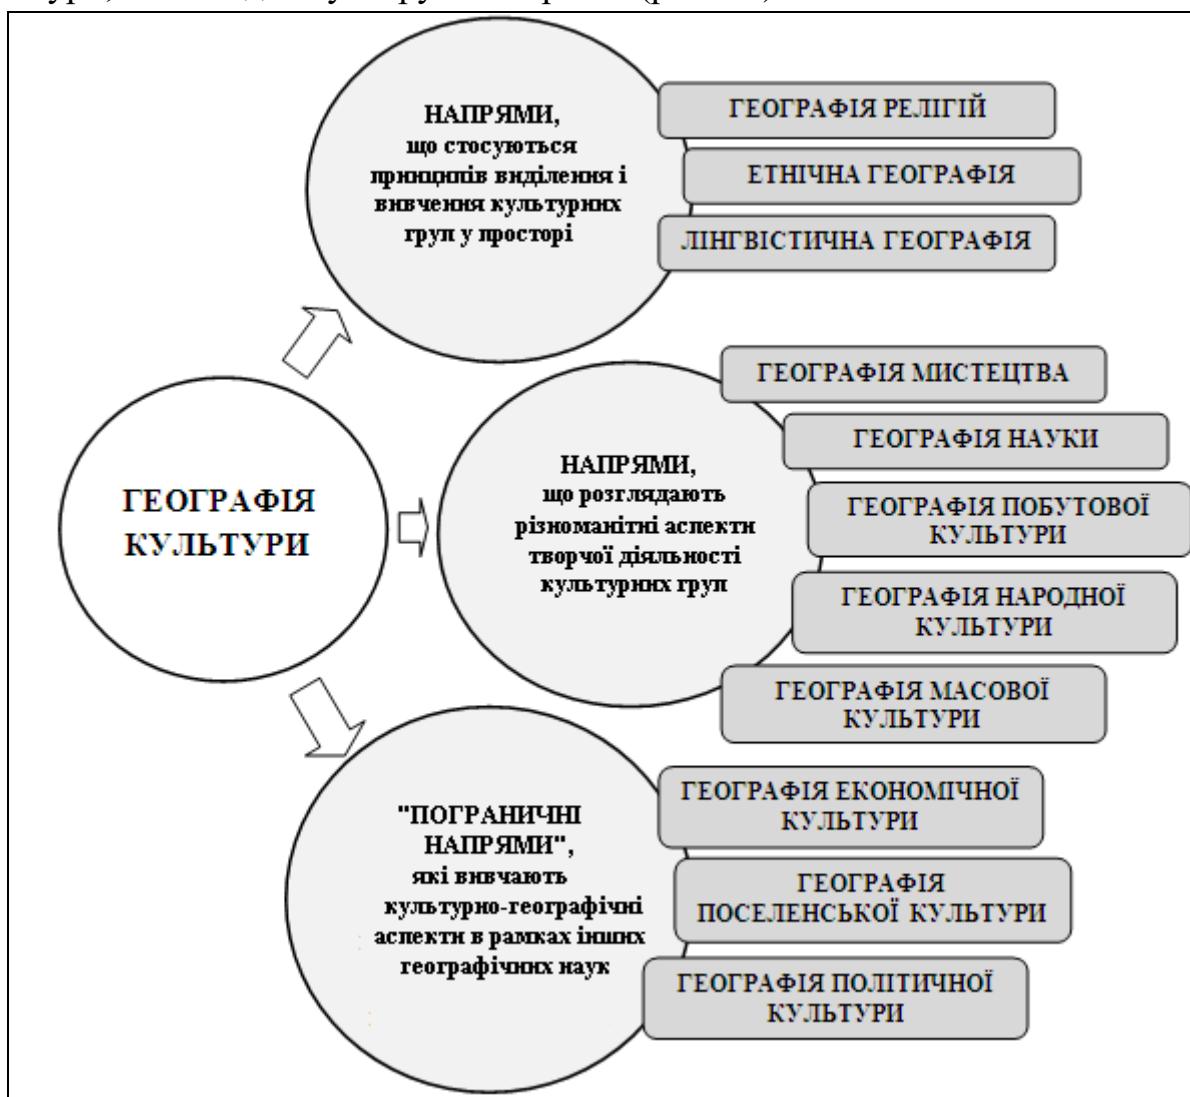 НАПРЯМИ,
що стосуються
принципів виділення і
вивчення культурних
груп у просторі
ГЕОГРАФІЯ РЕЛІГІЙ
ЕТНІЧНА ГЕОГРАФІЯ
ЛІНГВІСТИЧНА ГЕОГРАФІЯ
ГЕОГРАФІЯ
КУЛЬТУРИ
НАПРЯМИ,
що розглядають
різноманітні аспекти
творчої діяльності
культурних груп
ГЕОГРАФІЯ МИСТЕЦТВА
ГЕОГРАФІЯ НАУКИ
ГЕОГРАФІЯ ПОБУТОВОЇ
КУЛЬТУРИ
ГЕОГРАФІЯ НАРОДНОЇ
КУЛЬТУРИ
ГЕОГРАФІЯ МАСОВОЇ
КУЛЬТУРИ
"ПОГРАНИЧНІ
НАПРЯМИ",
які вивчають
культурно-географічні
аспекти в рамках інших
географічних наук
ГЕОГРАФІЯ ЕКОНОМІЧНОЇ
КУЛЬТУРИ
ГЕОГРАФІЯ
ПОСЕЛЕНСЬКОЇ КУЛЬТУРИ
ГЕОГРАФІЯ ПОЛІТИЧНОЇ
КУЛЬТУРИ